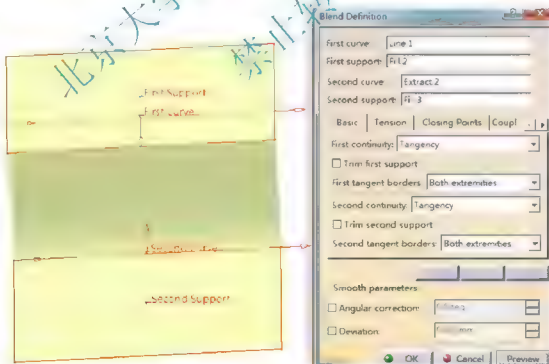 北京大
Blend Definition
First curve Line 1
First support Fill 2
Second curve Extract 2
Second support Fill 3
Basic Tension Closing Points Coupl
First continuity: Tangency
Trim first support
First tangent borders Both extremities
Second continuity: Tangency
Trim second support
Second tangent borders Both extremities
Smooth parameters
Angular correction:
Deviation
OK Cancel Preview
First Support
First Curve
Second Support